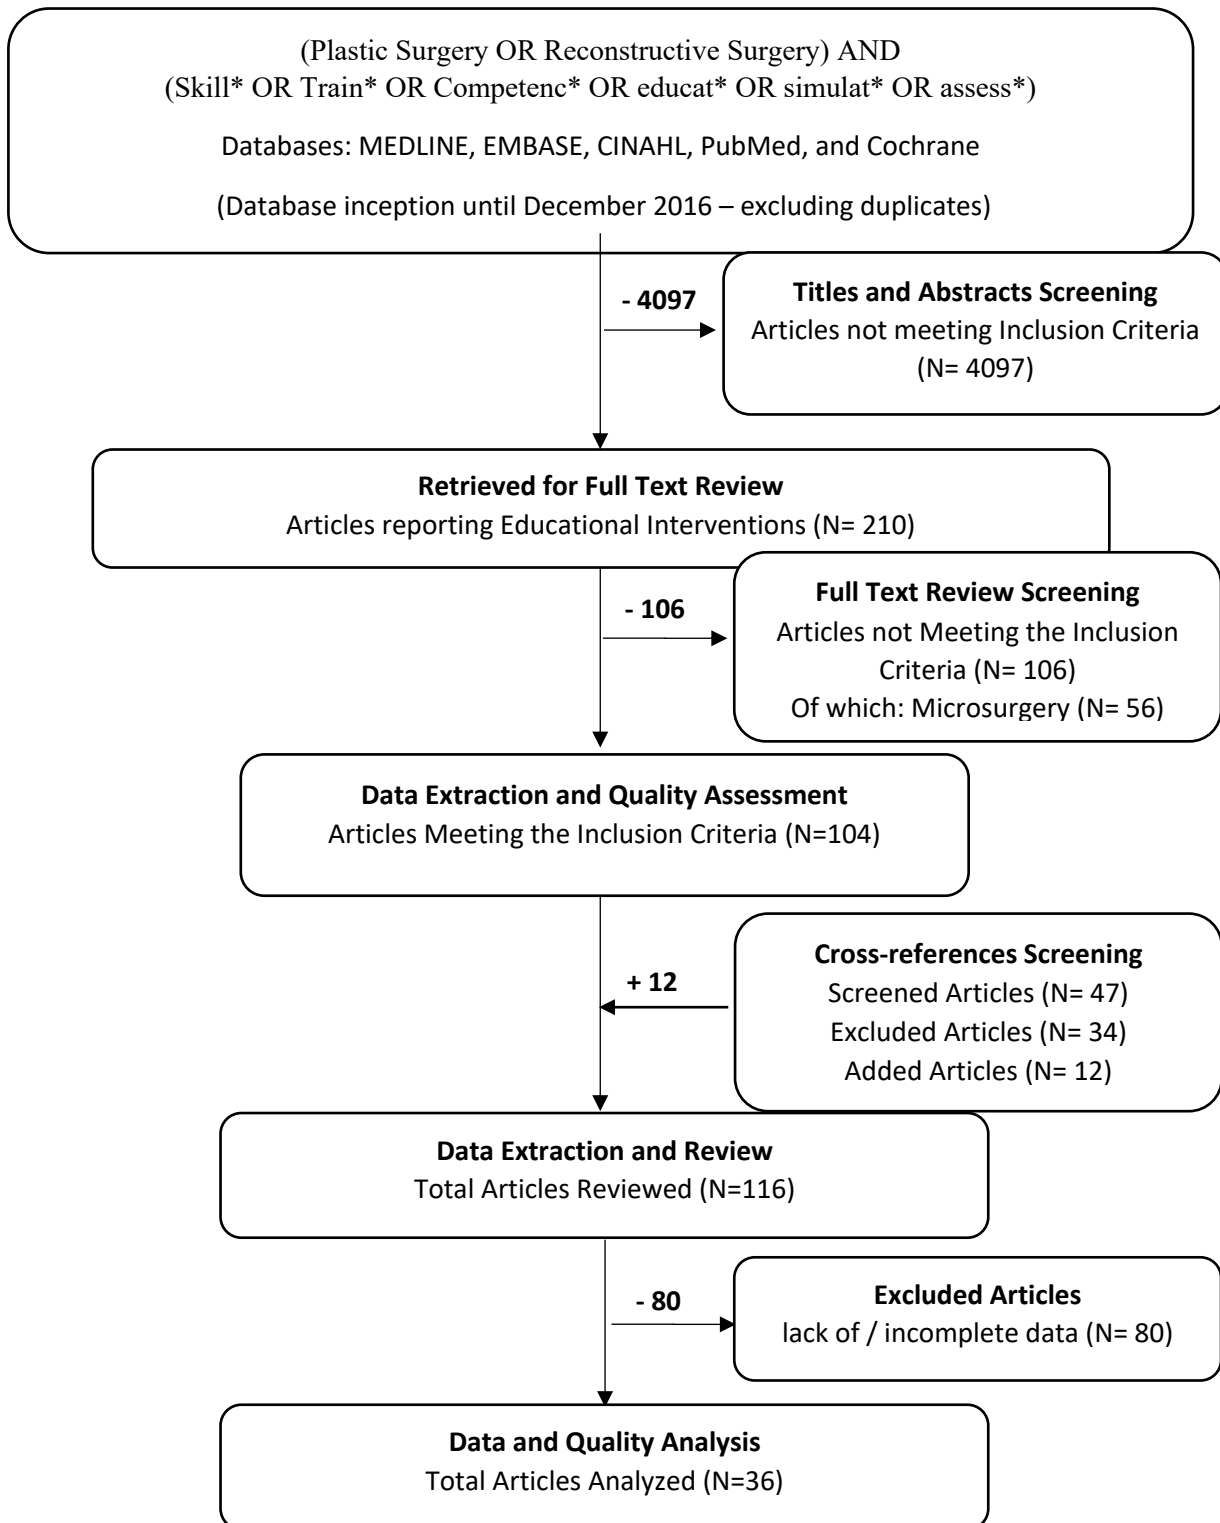 (Plastic Surgery OR Reconstructive Surgery) AND
(Skill* OR Train* OR Competenc* OR educat* OR simulat* OR assess*)
Databases: MEDLINE, EMBASE, CINAHL, PubMed, and Cochrane
(Database inception until December 2016 – excluding duplicates)
- 4097
Titles and Abstracts Screening
Articles not meeting Inclusion Criteria
(N= 4097)
Retrieved for Full Text Review
Articles reporting Educational Interventions (N= 210)
- 106
Full Text Review Screening
Articles not Meeting the Inclusion
Criteria (N= 106)
Of which: Microsurgery (N= 56)
Data Extraction and Quality Assessment
Articles Meeting the Inclusion Criteria (N=104)
+ 12
Cross-references Screening
Screened Articles (N= 47)
Excluded Articles (N= 34)
Added Articles (N= 12)
Data Extraction and Review
Total Articles Reviewed (N=116)
- 80
Excluded Articles
lack of / incomplete data (N= 80)
Data and Quality Analysis
Total Articles Analyzed (N=36)